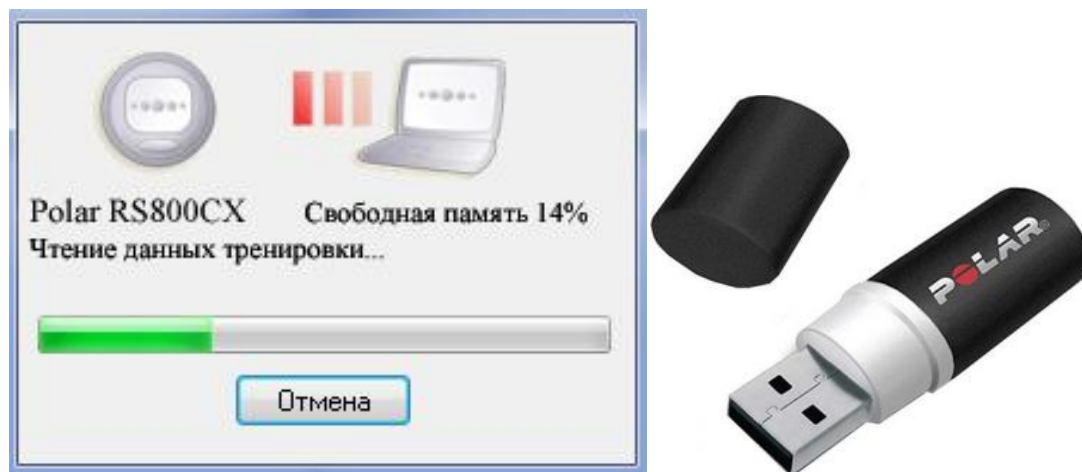 Polar RS800CX
Свободная память 14%
Чтение данных тренировки...
Отмена
POLAR®